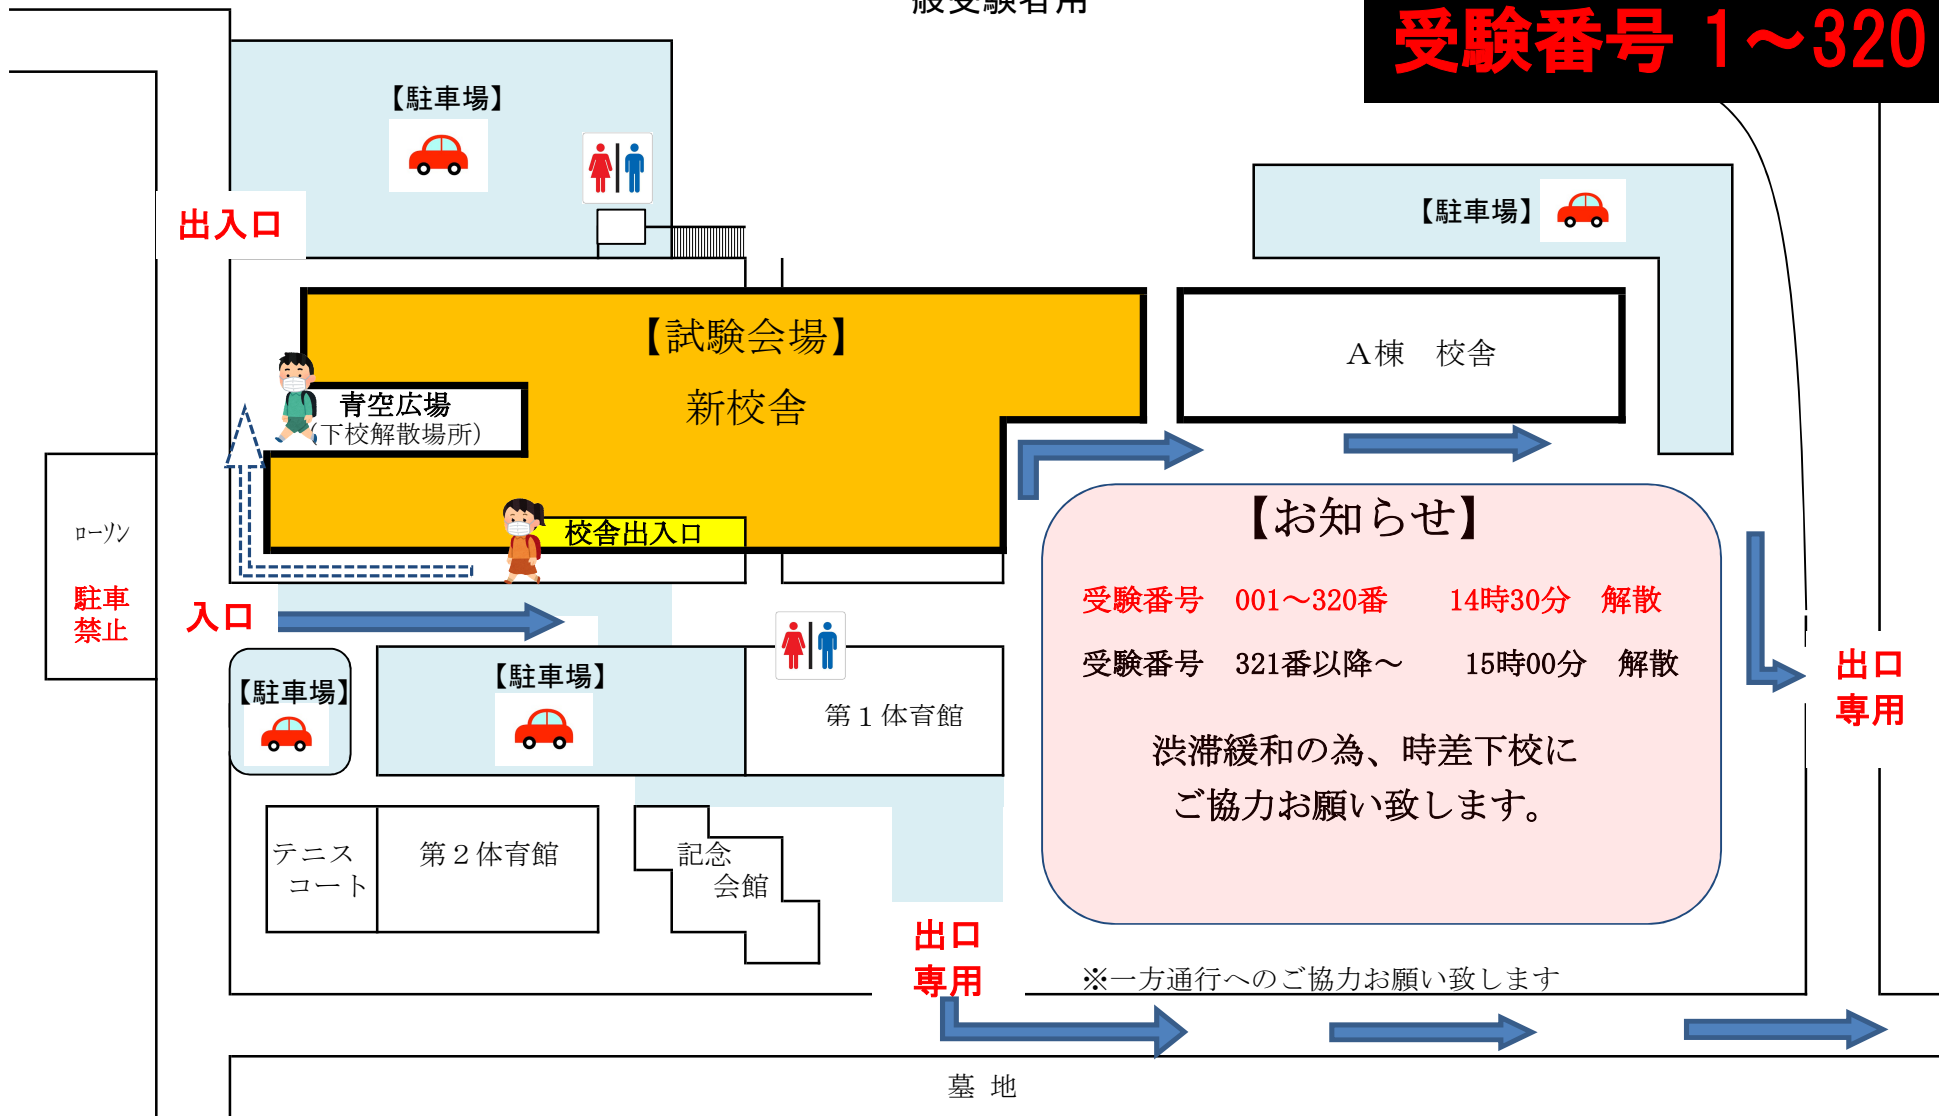 般受験者用
受験番号 1～320
【駐車場】
出入口
【駐車場】
【試験会場】
新校舎
A棟 校舎
青空広場
(下校解散場所)
校舎出入口
ローソン
駐車
禁止
入口
【駐車場】
【駐車場】
第1体育館
テニス
コート
第2体育館
記念
会館
【お知らせ】
受験番号 001～320番 14時30分 解散
受験番号 321番以降～ 15時00分 解散
渋滞緩和の為、時差下校に
ご協力お願い致します。
出口
専用
出口
専用
※一方通行へのご協力お願い致します
墓 地